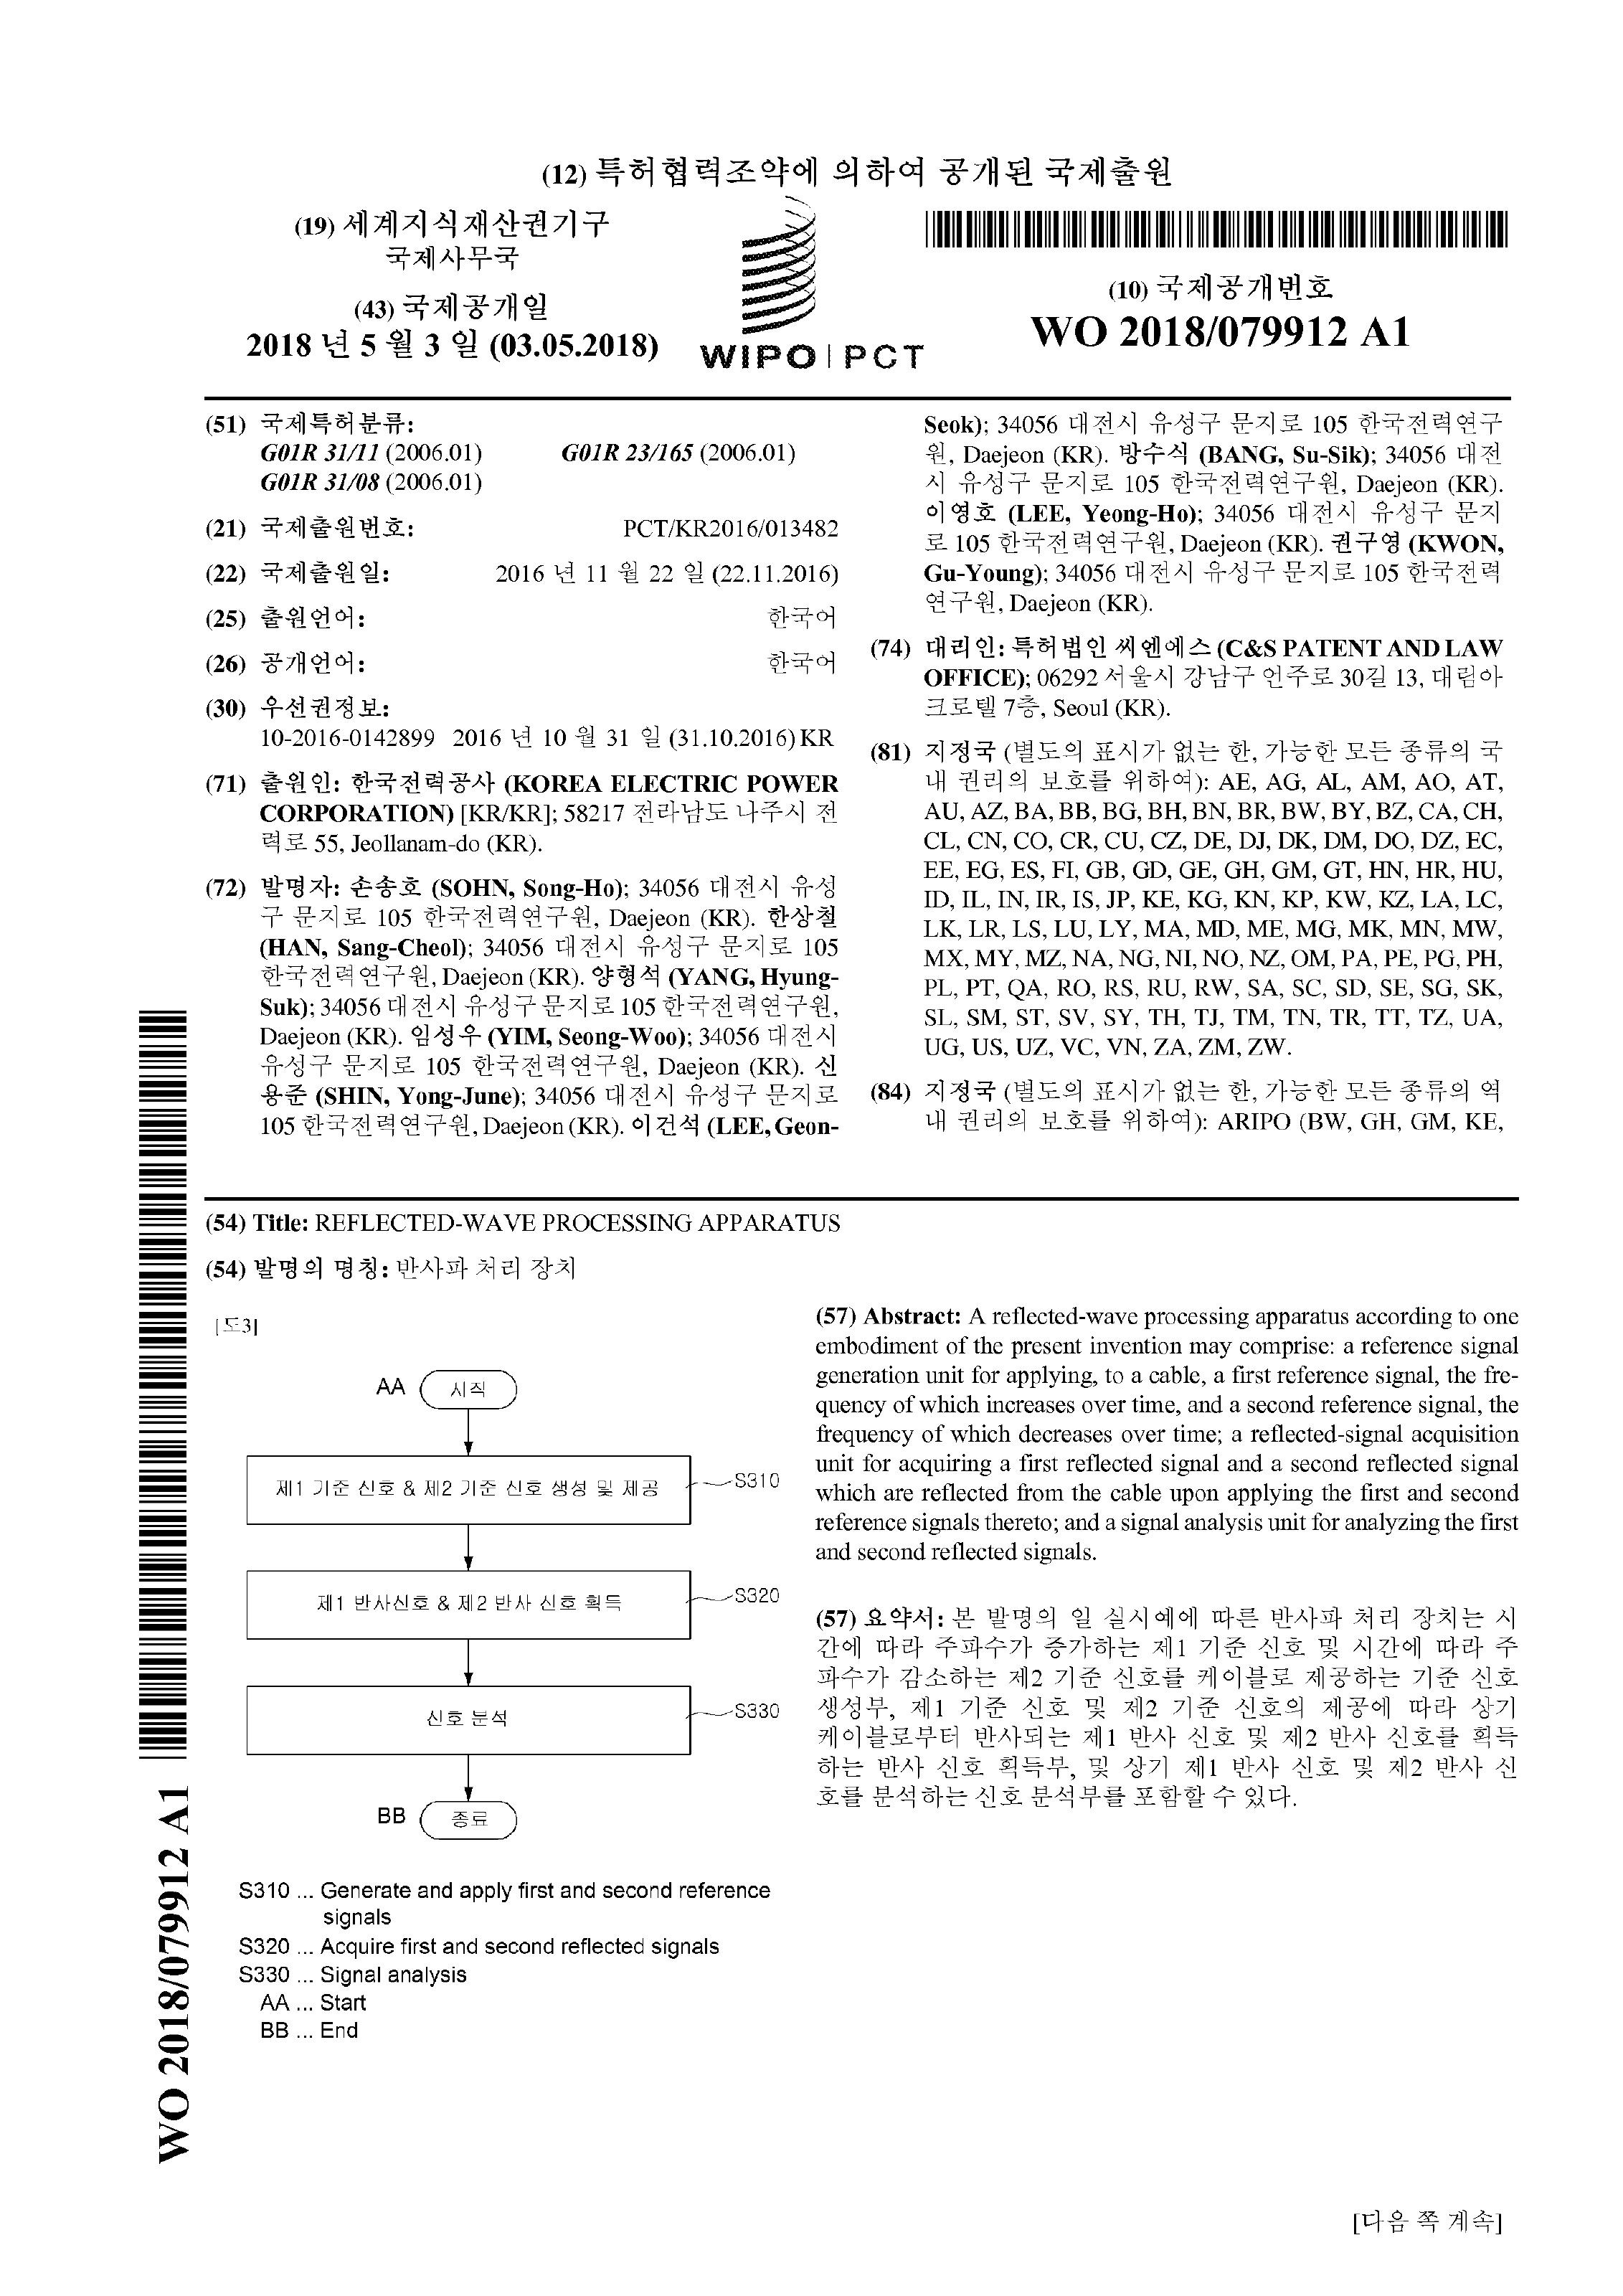 (12) 특허협력조약에 의하여 공개된 국제출원
(19) 세계지식재산권기구
국제사무국
(43) 국제공개일
2018 년 5 월 3 일 (03.05.2018)
WIPO | PCT
(10) 국제공개번호
WO 2018/079912 A1
(51) 국제특허분류:
G01R 31/11 (2006.01) G01R 23/165 (2006.01)
G01R 31/08 (2006.01)
(21) 국제출원번호: PCT/KR2016/013482
(22) 국제출원일: 2016 년 11 월 22 일 (22.11.2016)
(25) 출원언어: 한국어
(26) 공개언어: 한국어
(30) 우선권정보:
10-2016-0142899 2016 년 10 월 31 일 (31.10.2016) KR
(71) 출원인: 한국전력공사 (KOREA ELECTRIC POWER
CORPORATION) [KR/KR]; 58217 전라남도 나주시 전
력로 55, Jeollanam-do (KR).
(72) 발명자: 손송호 (SOHN, Song-Ho); 34056 대전시 유성
구 문지로 105 한국전력연구원, Daejeon (KR). 한상철
(HAN, Sang-Cheol); 34056 대전시 유성구 문지로 105
한국전력연구원, Daejeon (KR). 양형석 (YANG, Hyung-
Suk); 34056 대전시 유성구 문지로 105 한국전력연구원,
Daejeon (KR). 임성우 (YIM, Seong-Woo); 34056 대전시
유성구 문지로 105 한국전력연구원, Daejeon (KR). 신
용준 (SHIN, Yong-June); 34056 대전시 유성구 문지로
105 한국전력연구원, Daejeon (KR). 이건석 (LEE, Geon-
Seok); 34056 대전시 유성구 문지로 105 한국전력연구
원, Daejeon (KR). 방수식 (BANG, Su-Sik); 34056 대전
시 유성구 문지로 105 한국전력연구원, Daejeon (KR).
이영호 (LEE, Yeong-Ho); 34056 대전시 유성구 문지
로 105 한국전력연구원, Daejeon (KR). 권구영 (KWON,
Gu-Young); 34056 대전시 유성구 문지로 105 한국전력
연구원, Daejeon (KR).
(74) 대리인: 특허법인 씨엔에스 (C&S PATENT AND LAW
OFFICE); 06292 서울시 강남구 언주로 30길 13, 대림아
크로텔 7층, Seoul (KR).
(81) 지정국 (별도의 표시가 없는 한, 가능한 모든 종류의 국
내 권리의 보호를 위하여): AE, AG, AL, AM, AO, AT,
AU, AZ, BA, BB, BG, BH, BN, BR, BW, BY, BZ, CA, CH,
CL, CN, CO, CR, CU, CZ, DE, DJ, DK, DM, DO, DZ, EC,
EE, EG, ES, FI, GB, GD, GE, GH, GM, GT, HN, HR, HU,
ID, IL, IN, IR, IS, JP, KE, KG, KN, KP, KW, KZ, LA, LC,
LK, LR, LS, LU, LY, MA, MD, ME, MG, MK, MN, MW,
MX, MY, MZ, NA, NG, NI, NO, NZ, OM, PA, PE, PG, PH,
PL, PT, QA, RO, RS, RU, RW, SA, SC, SD, SE, SG, SK,
SL, SM, ST, SV, SY, TH, TJ, TM, TN, TR, TT, TZ, UA,
UG, US, UZ, VC, VN, ZA, ZM, ZW.
(84) 지정국 (별도의 표시가 없는 한, 가능한 모든 종류의 역
내 권리의 보호를 위하여): ARIPO (BW, GH, GM, KE,
(54) Title: REFLECTED-WAVE PROCESSING APPARATUS
(54) 발명의 명칭: 반사파 처리 장치
[도3]
AA 시작
제1 기준 신호 & 제2 기준 신호 생성 및 제공 S310
제1 반사신호 & 제2 반사 신호 획득 S320
신호 분석 S330
BB 종료
S310 ... Generate and apply first and second reference
signals
S320 ... Acquire first and second reflected signals
S330 ... Signal analysis
AA ... Start
BB ... End
(57) Abstract: A reflected-wave processing apparatus according to one
embodiment of the present invention may comprise: a reference signal
generation unit for applying, to a cable, a first reference signal, the fre-
quency of which increases over time, and a second reference signal, the
frequency of which decreases over time; a reflected-signal acquisition
unit for acquiring a first reflected signal and a second reflected signal
which are reflected from the cable upon applying the first and second
reference signals thereto; and a signal analysis unit for analyzing the first
and second reflected signals.
(57) 요약서: 본 발명의 일 실시예에 따른 반사파 처리 장치는 시
간에 따라 주파수가 증가하는 제1 기준 신호 및 시간에 따라 주
파수가 감소하는 제2 기준 신호를 케이블로 제공하는 기준 신호
생성부, 제1 기준 신호 및 제2 기준 신호의 제공에 따라 상기
케이블로부터 반사되는 제1 반사 신호 및 제2 반사 신호를 획득
하는 반사 신호 획득부, 및 상기 제1 반사 신호 및 제2 반사 신
호를 분석하는 신호 분석부를 포함할 수 있다.
WO 2018/079912 A1
[다음 쪽 계속]